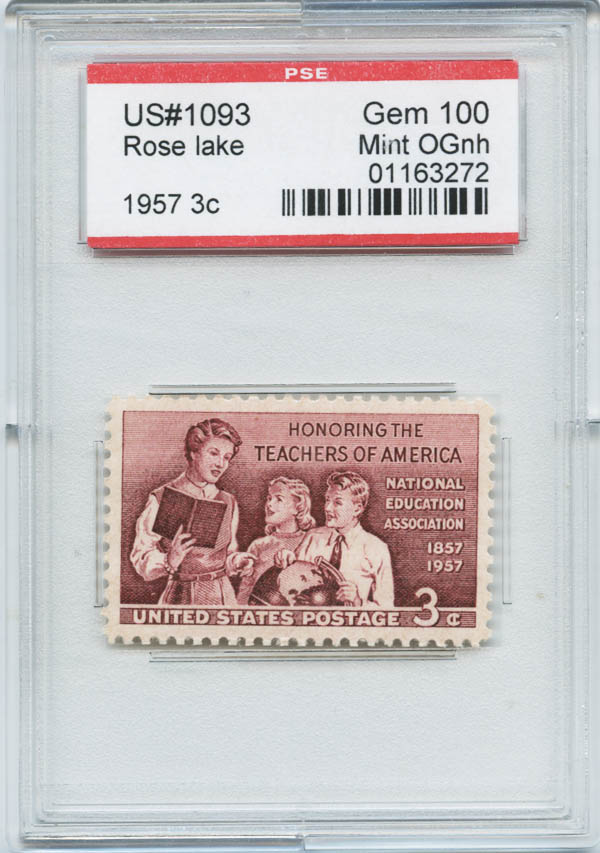 PSE
US#1093 Gem 100
Rose lake Mint OGnh
01163272
1957 3c
HONORING THE
TEACHERS OF AMERICA
NATIONAL
EDUCATION
ASSOCIATION
1857
1957
UNITED STATES POSTAGE 3c